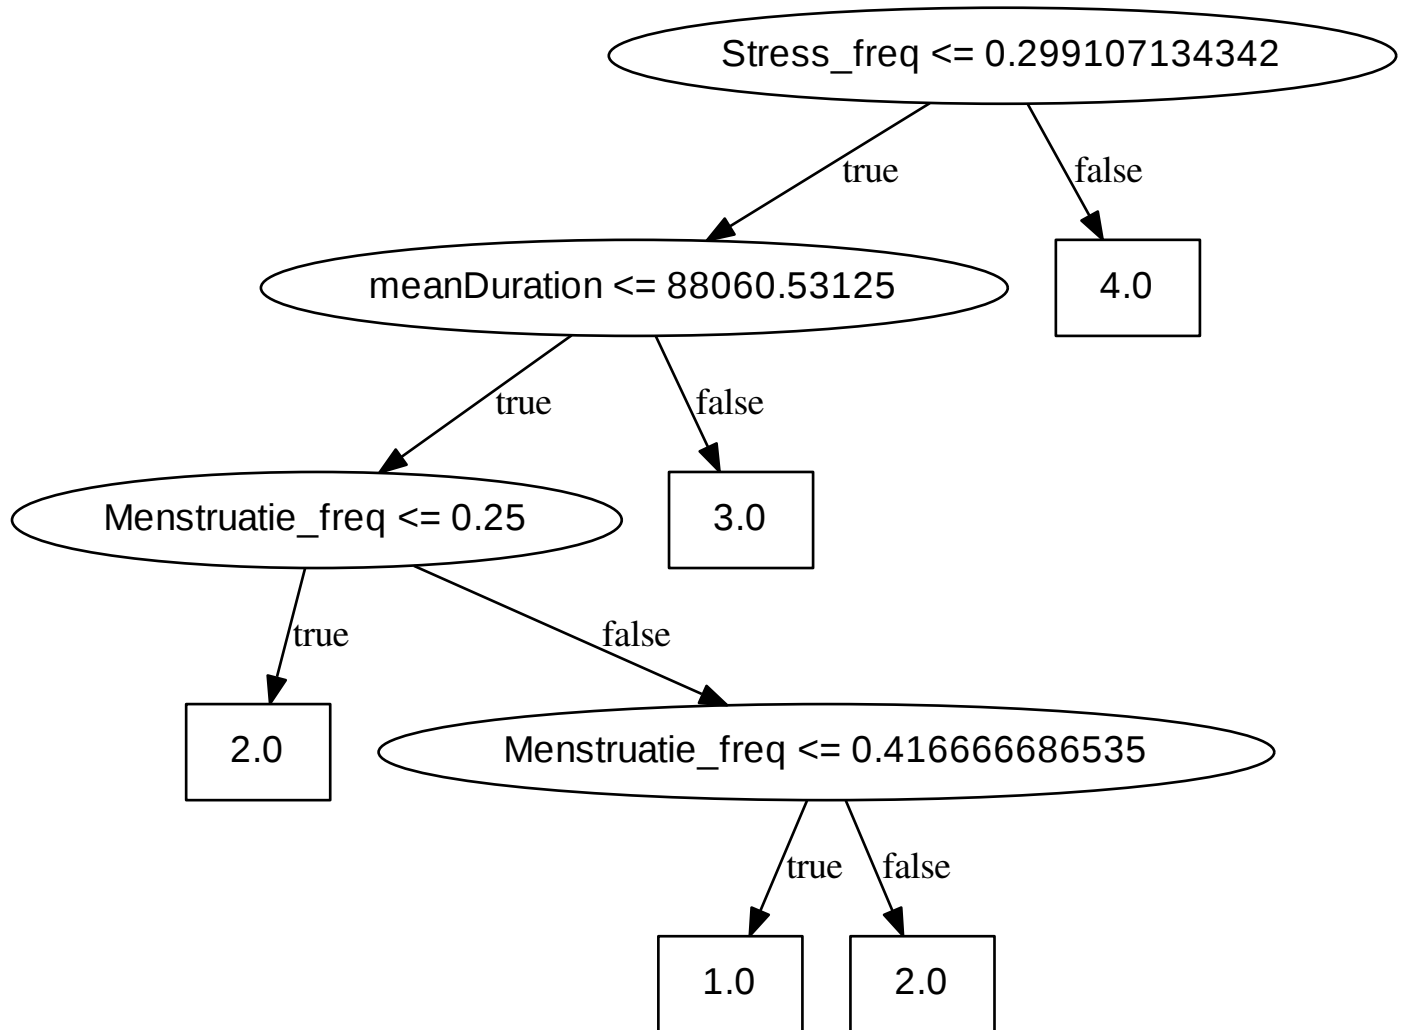 Stress_freq <= 0.299107134342
true
false
meanDuration <= 88060.53125
4.0
true
false
Menstruatie_freq <= 0.25
3.0
true
false
2.0
Menstruatie_freq <= 0.416666686535
true
false
1.0
2.0